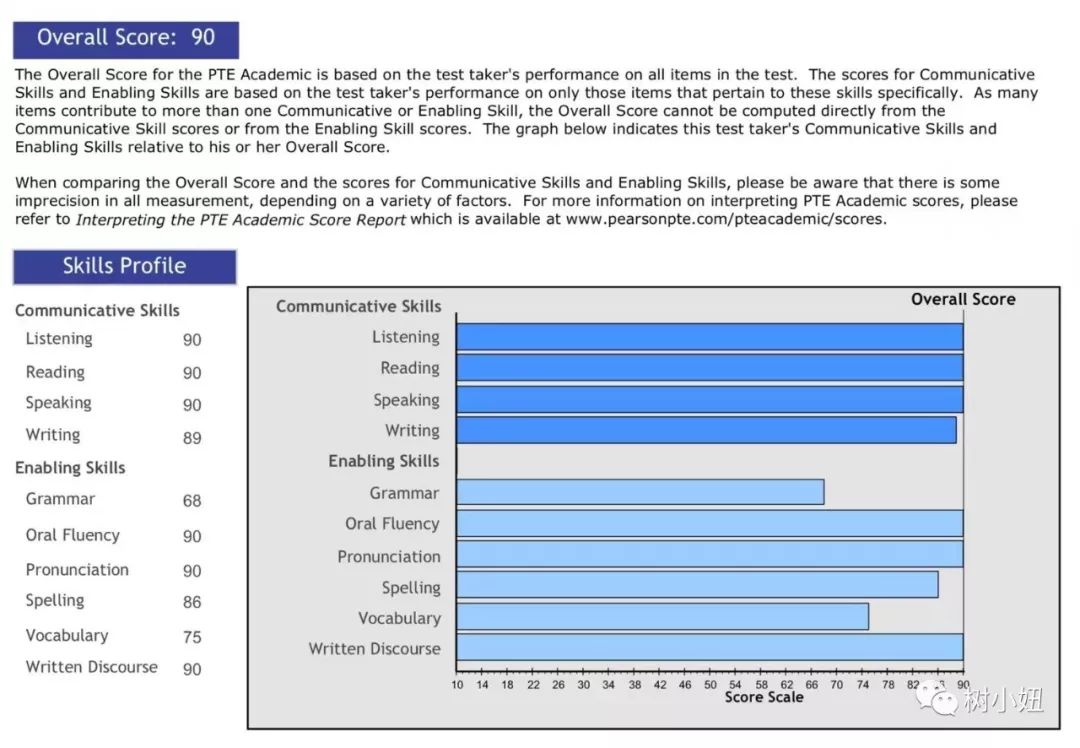 Overall Score: 90
The Overall Score for the PTE Academic is based on the test taker's performance on all items in the test. The scores for Communicative
Skills and Enabling Skills are based on the test taker's performance on only those items that pertain to these skills specifically. As many
items contribute to more than one Communicative or Enabling Skill, the Overall Score cannot be computed directly from the
Communicative Skill scores or from the Enabling Skill scores. The graph below indicates this test taker's Communicative Skills and
Enabling Skills relative to his or her Overall Score.
When comparing the Overall Score and the scores for Communicative Skills and Enabling Skills, please be aware that there is some
imprecision in all measurement, depending on a variety of factors. For more information on interpreting PTE Academic scores, please
refer to Interpreting the PTE Academic Score Report which is available at www.pearsonpte.com/pteacademic/scores.
Skills Profile
Communicative Skills
Listening 90
Reading 90
Speaking 90
Writing 89
Enabling Skills
Grammar 68
Oral Fluency 90
Pronunciation 90
Spelling 86
Vocabulary 75
Written Discourse 90
Overall Score
Communicative Skills
Listening
Reading
Speaking
Writing
Enabling Skills
Grammar
Oral Fluency
Pronunciation
Spelling
Vocabulary
Written Discourse
10 14 18 22 26 30 34 38 42 46 50 54 58 62 66 70 74 78 82 90
Score Scale
树小妞